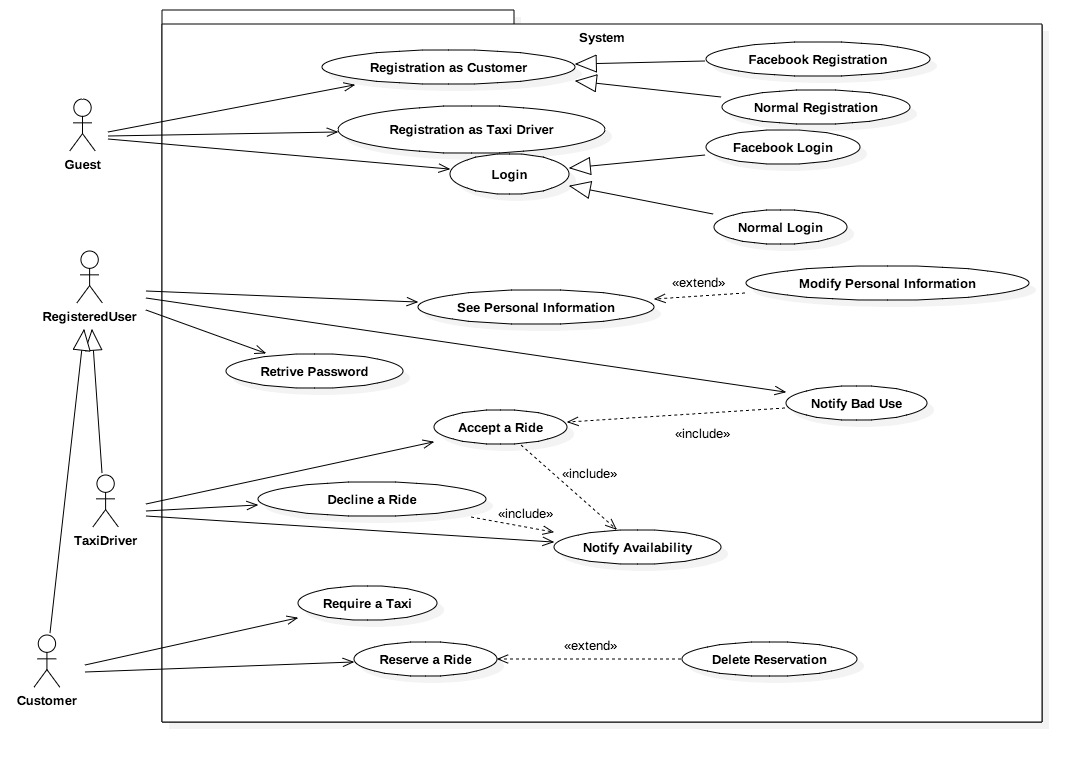 System
Registration as Customer
Facebook Registration
Normal Registration
Registration as Taxi Driver
Facebook Login
Guest
Login
Normal Login
«extend»
Modify Personal Information
See Personal Information
RegisteredUser
Retrive Password
Notify Bad Use
Accept a Ride
«include»
«include»
Decline a Ride
«include»
TaxiDriver
Notify Availability
Require a Taxi
«extend»
Reserve a Ride
Delete Reservation
Customer